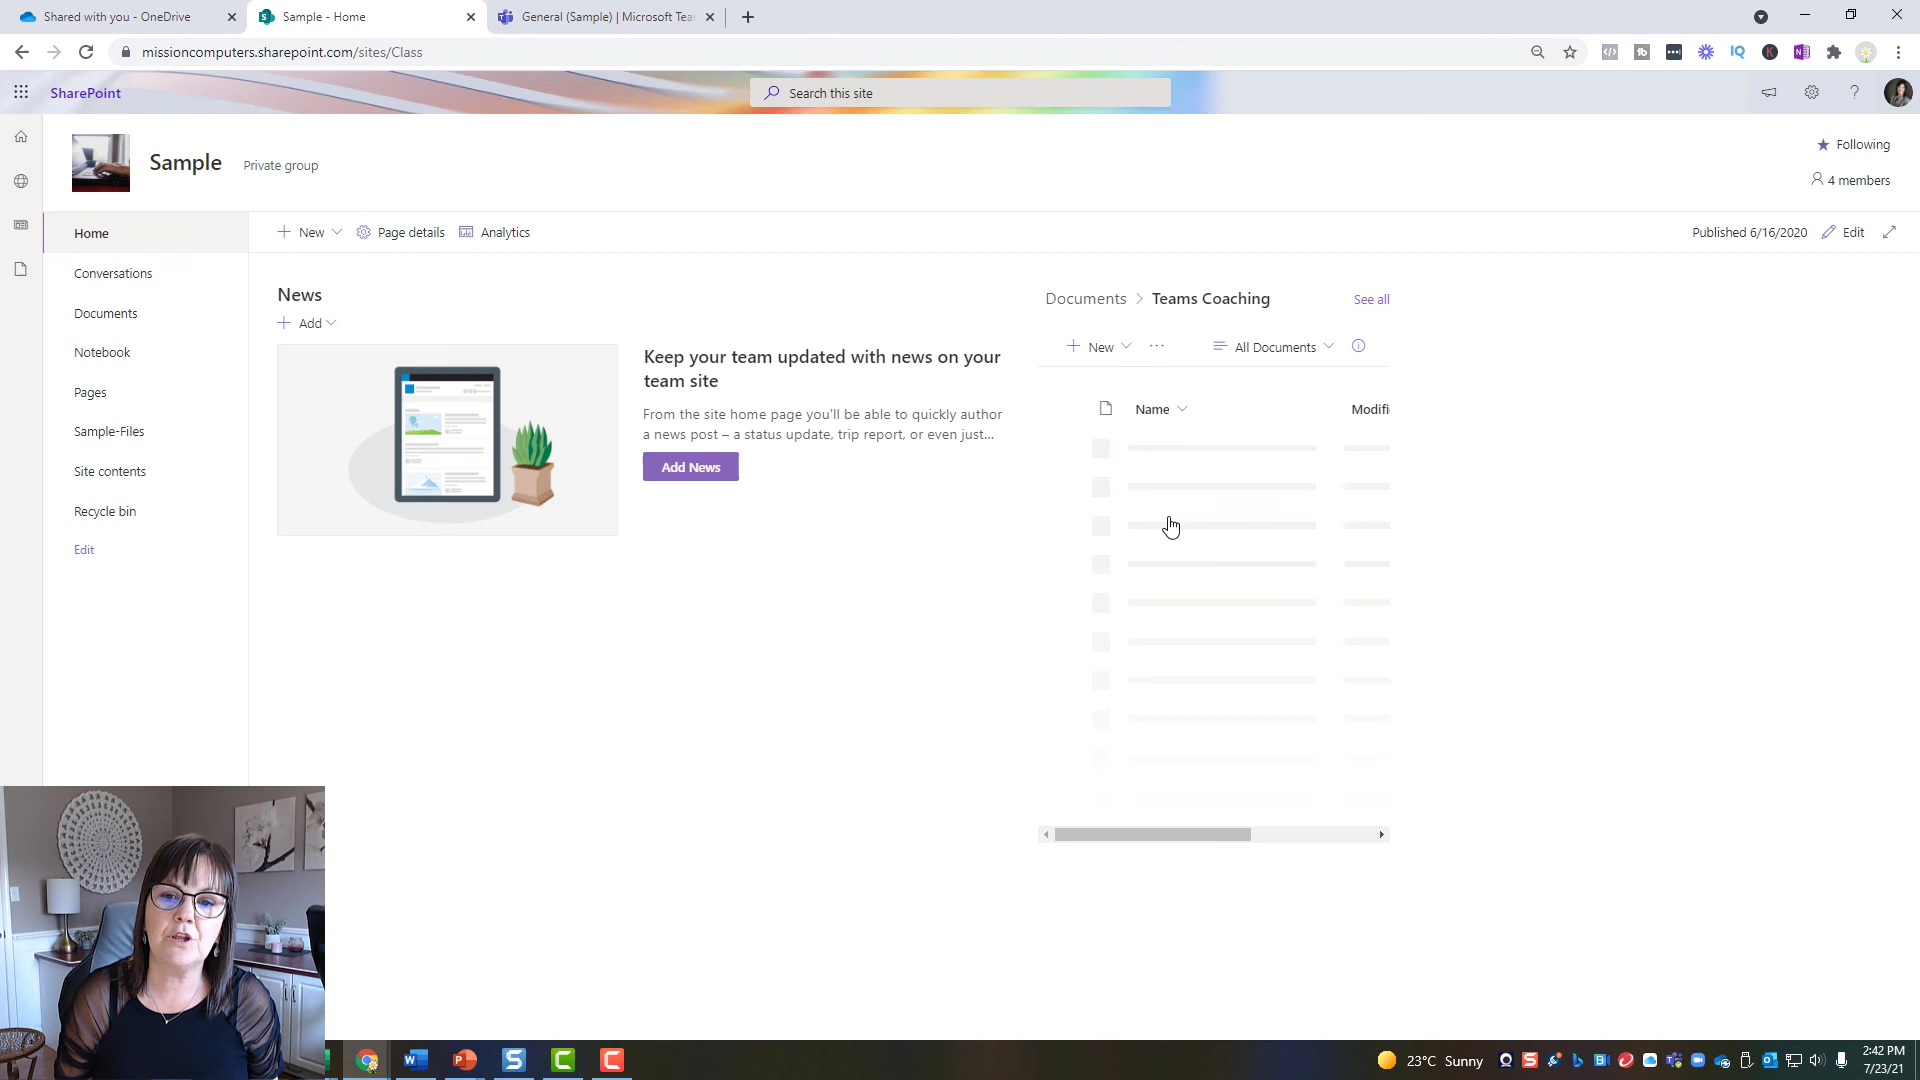 Shared with you - OneDrive
Sample - Home
General (Sample) | Microsoft Tea
missioncomputers.sharepoint.com/sites/Class
SharePoint
Search this site
Sample
Private group
Following
4 members
Home
Conversations
Documents
Notebook
Pages
Sample-Files
Site contents
Recycle bin
Edit
New
Page details
Analytics
Published 6/16/2020
Edit
News
Add
Keep your team updated with news on your
team site
From the site home page you'll be able to quickly author
a news post – a status update, trip report, or even just...
Add News
Documents > Teams Coaching
See all
New
All Documents
Name
Modifi
23°C Sunny
2:42 PM
7/23/21